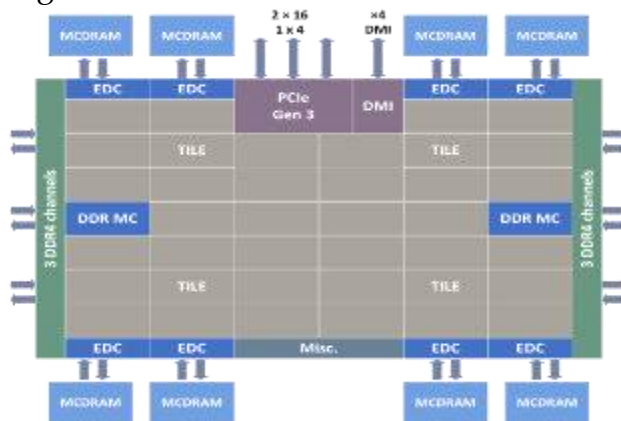 2 × 16
1 x 4
×4
DMI
MCDRAM
MCDRAM
MCDRAM
MCDRAM
EDC
EDC
PCIe
Gen 3
DMI
EDC
EDC
TILE
TILE
3 DDR4 channels
DDR MC
DDR MC
3 DDR4 channels
TILE
TILE
EDC
EDC
Misc.
EDC
EDC
MCDRAM
MCDRAM
MCDRAM
MCDRAM